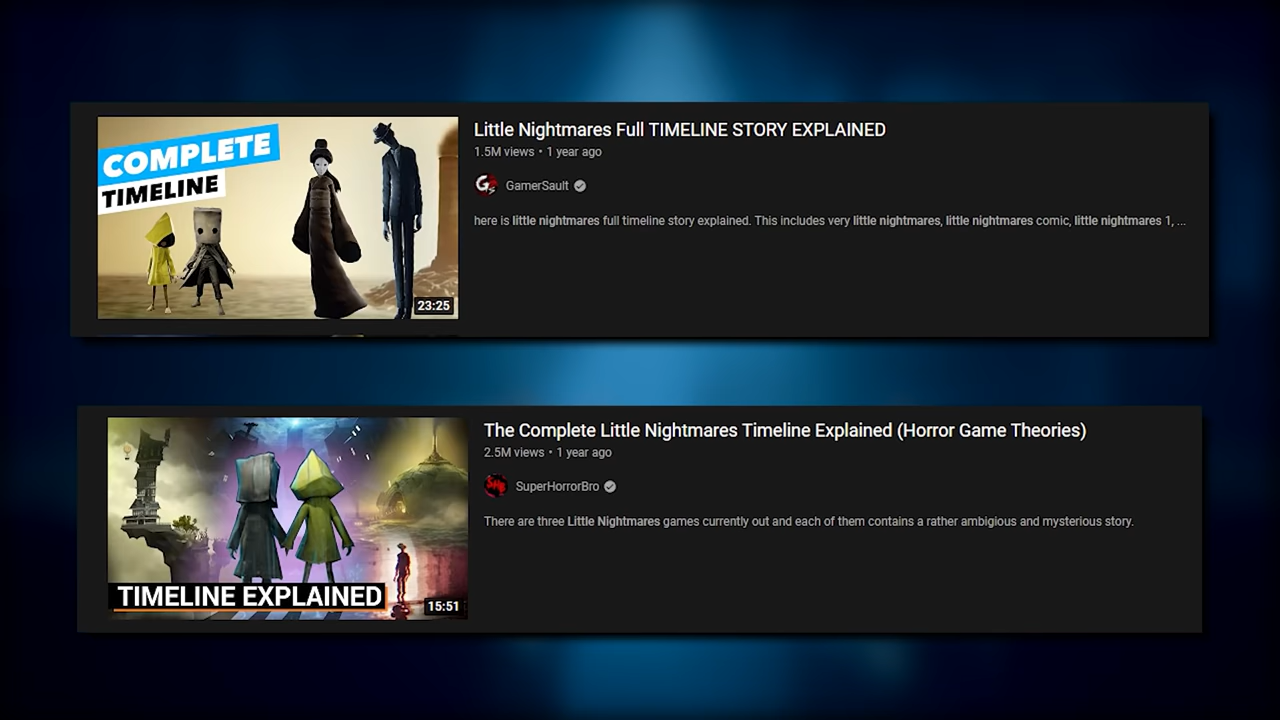 COMPLETE
TIMELINE
23:25
Little Nightmares Full TIMELINE STORY EXPLAINED
1.5M views • 1 year ago
GS
GamerSault
here is little nightmares full timeline story explained. This includes very little nightmares, little nightmares comic, little nightmares 1, ...
TIMELINE EXPLAINED
15:51
The Complete Little Nightmares Timeline Explained (Horror Game Theories)
2.5M views • 1 year ago
SHB
SuperHorrorBro
There are three Little Nightmares games currently out and each of them contains a rather ambigious and mysterious story.